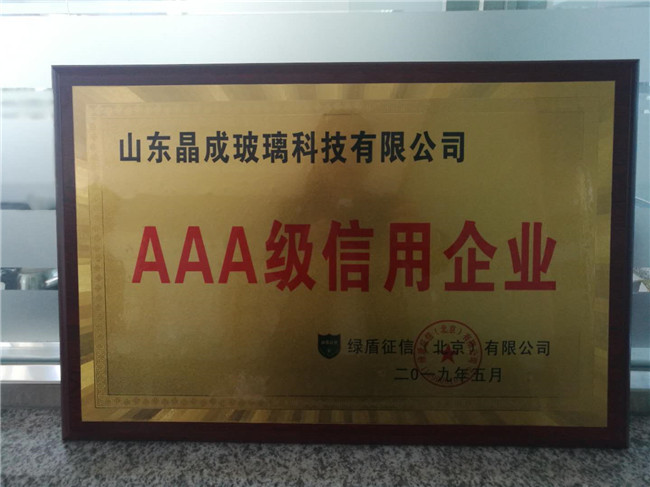 山东晶成玻璃科技有限公司
AAA级信用企业
绿盾征信（北京）有限公司
二0一九年五月